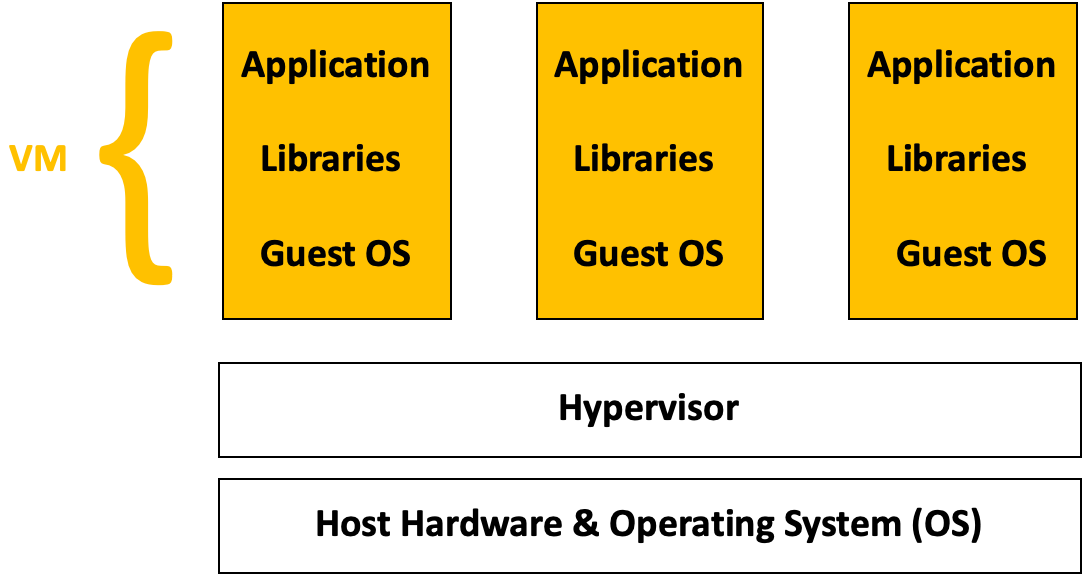 Application
Application
Application
VM
Libraries
Libraries
Libraries
Guest OS
Guest OS
Guest OS
Hypervisor
Host Hardware & Operating System (OS)